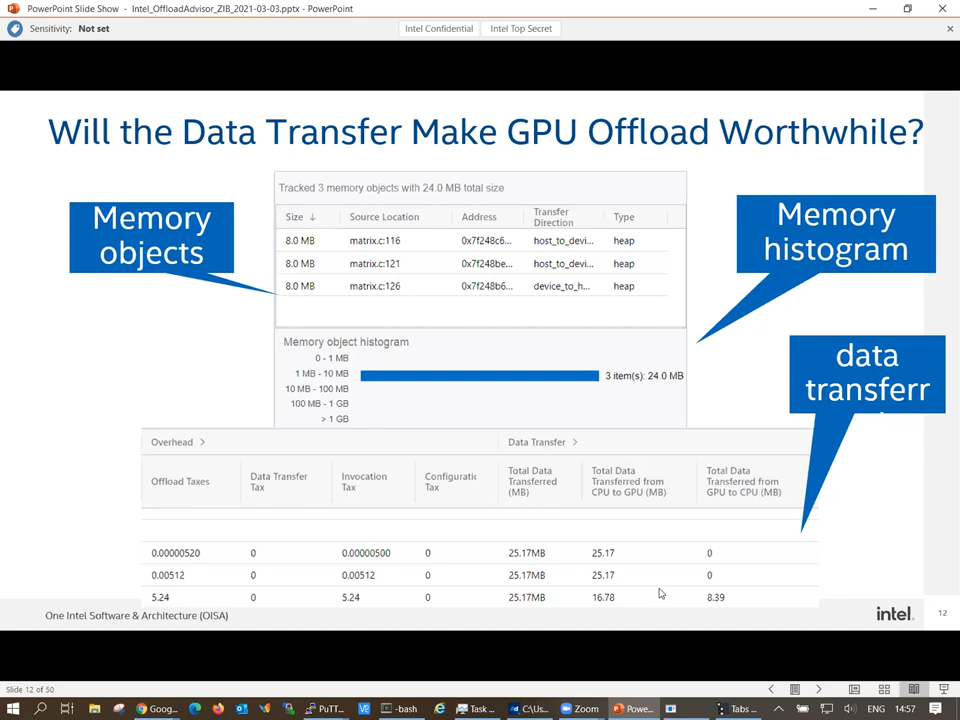 PowerPoint Slide Show - Intel_OffloadAdvisor_ZIB_2021-03-03.pptx - PowerPoint
Sensitivity: Not set
Intel Confidential
Intel Top Secret
Will the Data Transfer Make GPU Offload Worthwhile?
Memory
objects
Memory
histogram
data
transferr
Tracked 3 memory objects with 24.0 MB total size
Size ↓ Source Location Address Transfer Direction Type
8.0 MB matrix.c:116 0x7f248c6... host_to_devi... heap
8.0 MB matrix.c:121 0x7f248be... host_to_devi... heap
8.0 MB matrix.c:126 0x7f248b6... device_to_h... heap
Memory object histogram
0 - 1 MB
1 MB - 10 MB 3 item(s): 24.0 MB
10 MB - 100 MB
100 MB - 1 GB
> 1 GB
Overhead > Data Transfer >
Offload Taxes Data Transfer Tax Invocation Tax Configuratic Tax Total Data Transferred (MB) Total Data Transferred from CPU to GPU (MB) Total Data Transferred from GPU to CPU (MB)
0.00000520 0 0.00000500 0 25.17MB 25.17 0
0.00512 0 0.00512 0 25.17MB 25.17 0
5.24 0 5.24 0 25.17MB 16.78 8.39
One Intel Software & Architecture (OISA)
intel.
12
Slide 12 of 50
Goog... PuTT... -bash Task ... C:\Us... Zoom Powe... Tabs ... ENG 14:57